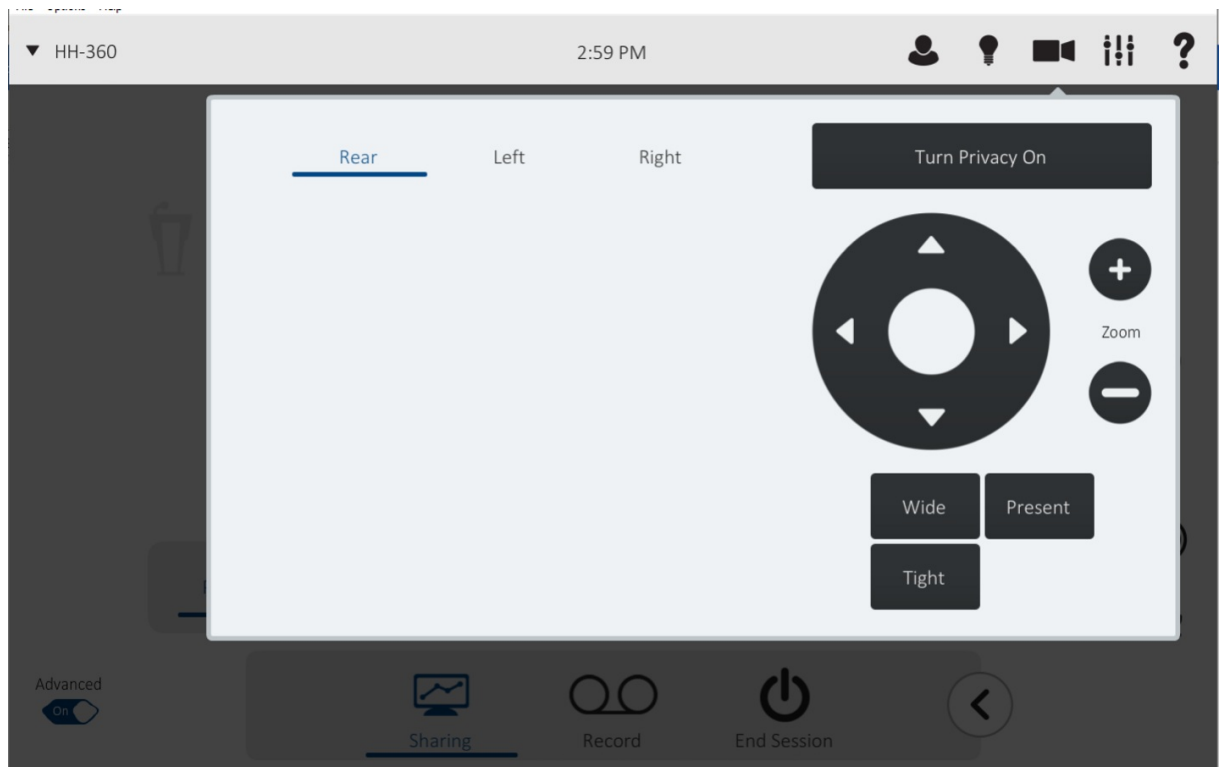 HH-360
2:59 PM
Rear Left Right
Turn Privacy On
Zoom
Wide Present
Tight
Advanced
On
Sharing Record End Session